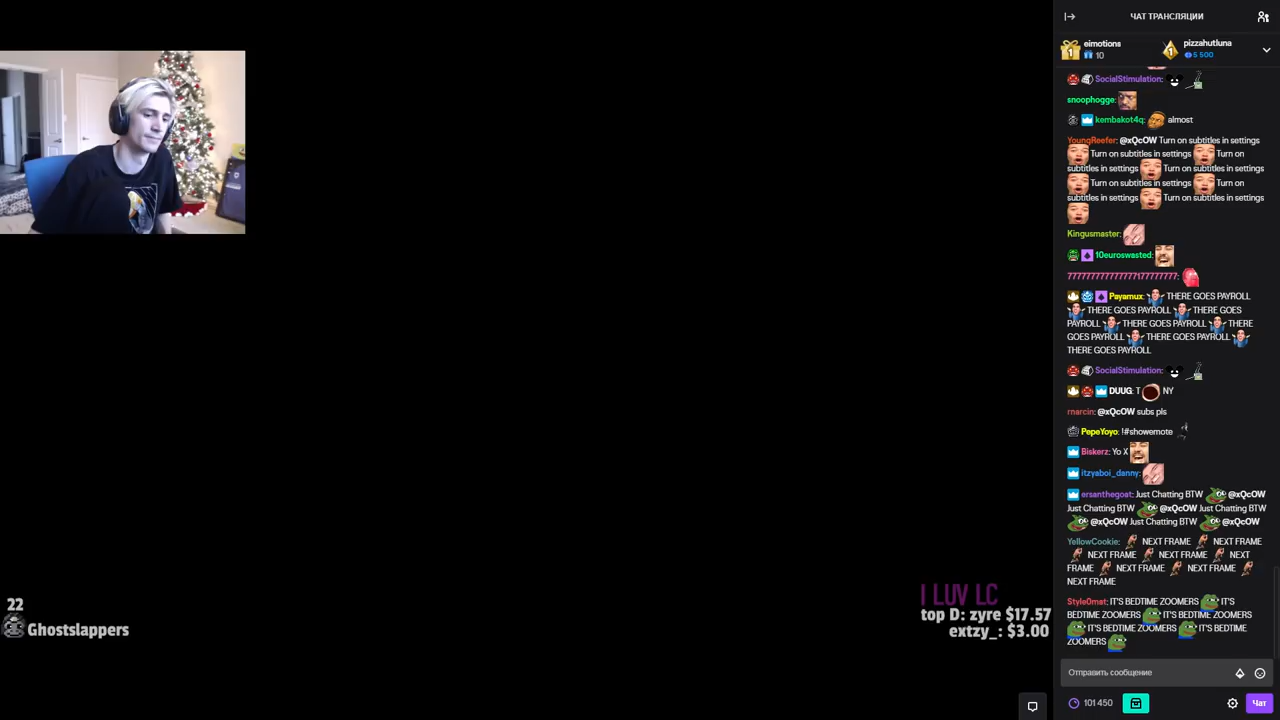 ЧАТ ТРАНСЛЯЦИИ
eimotions
10
pizzahutluna
5 500
SocialStimulation:
snoophogge:
kembakot4q: almost
YoungReefer: @xQcOW Turn on subtitles in settings
Turn on subtitles in settings Turn on
subtitles in settings Turn on subtitles in settings
Turn on subtitles in settings Turn on
subtitles in settings Turn on subtitles in settings
Kingusmaster:
10euroswasted:
Payamux: THERE GOES PAYROLL
THERE GOES PAYROLL THERE GOES
PAYROLL THERE GOES PAYROLL THERE
GOES PAYROLL THERE GOES PAYROLL
THERE GOES PAYROLL
SocialStimulation:
DUUG: T NY
rnarcin: @xQcOW subs pls
PepeYoyo: !#showemote
Biskerz: Yo X
itzyaboi_danny:
ersanthegoat: Just Chatting BTW @xQcOW
Just Chatting BTW @xQcOW Just Chatting BTW
@xQcOW Just Chatting BTW @xQcOW
YellowCookie: NEXT FRAME NEXT FRAME
NEXT FRAME NEXT FRAME NEXT
FRAME NEXT FRAME NEXT FRAME
NEXT FRAME
Style0mat: IT'S BEDTIME ZOOMERS IT'S
BEDTIME ZOOMERS IT'S BEDTIME ZOOMERS
IT'S BEDTIME ZOOMERS IT'S BEDTIME
ZOOMERS
Отправить сообщение
101 450
Чат
22
Ghostslappers
I LUV LC
top D: zyre $17.57
extzy_: $3.00